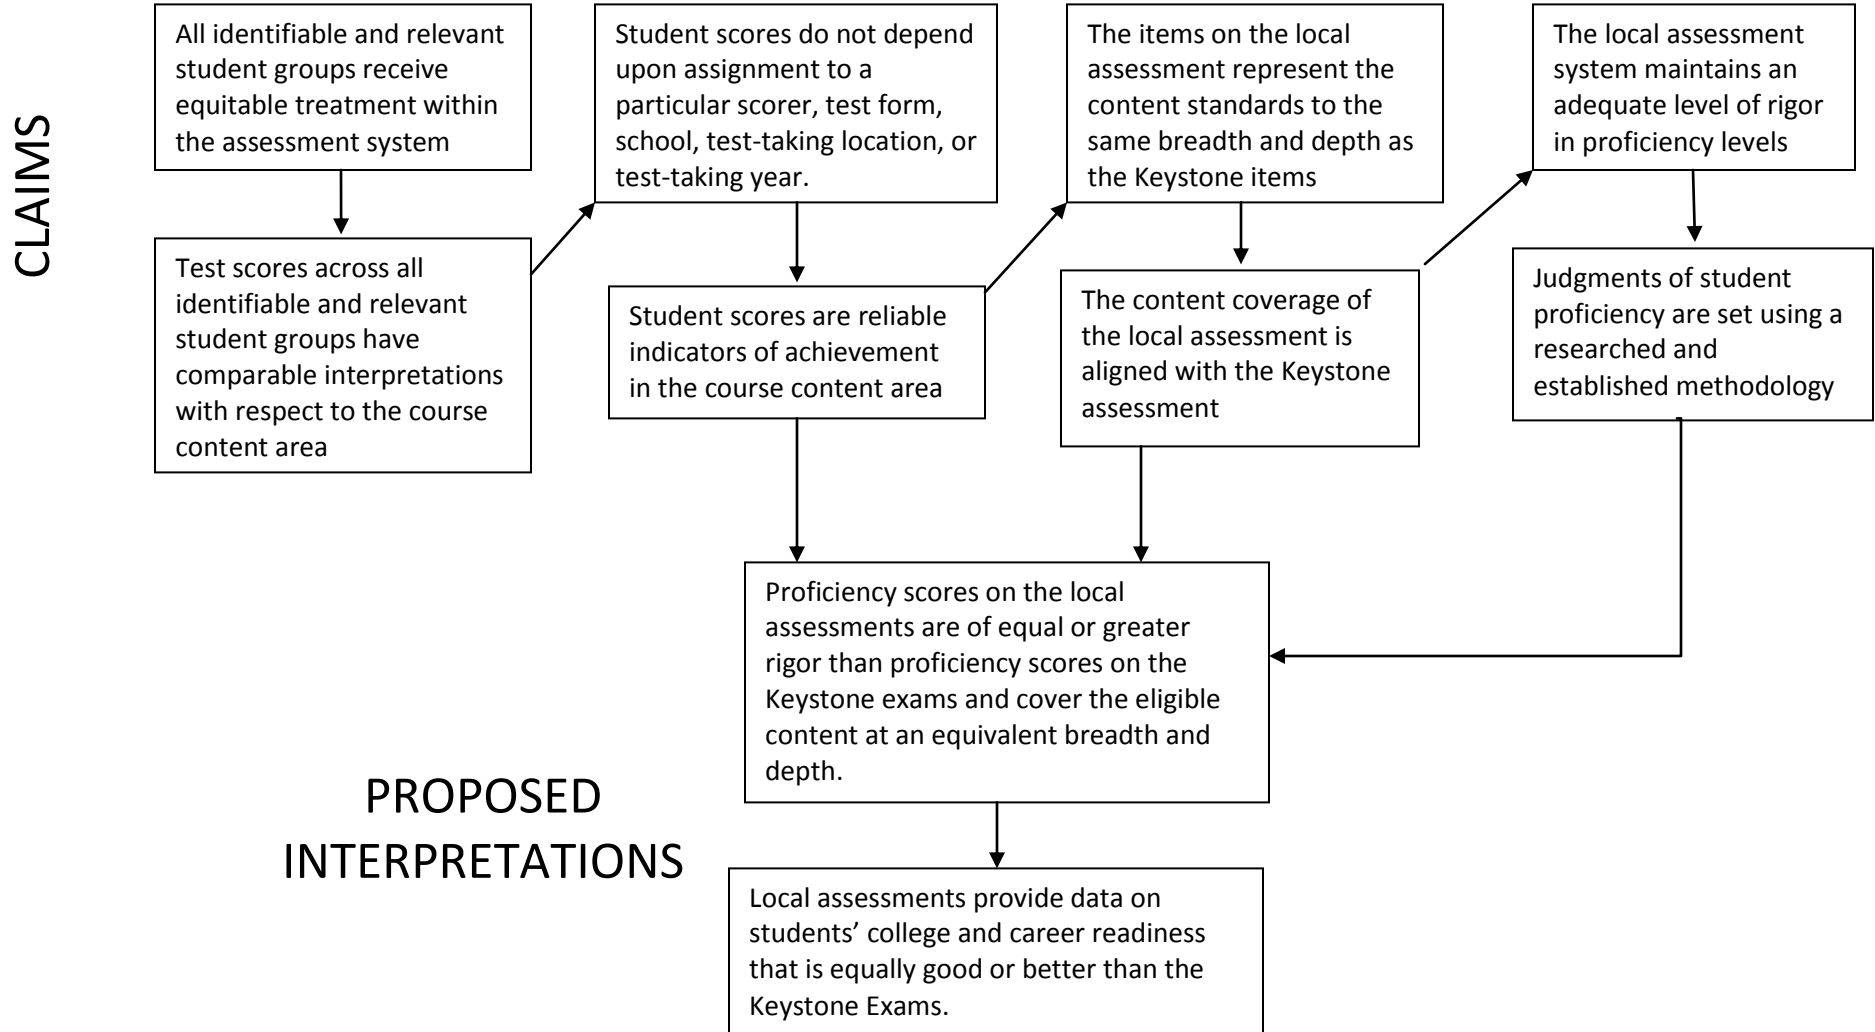 CLAIMS
All identifiable and relevant
student groups receive
equitable treatment within
the assessment system
Test scores across all
identifiable and relevant
student groups have
comparable interpretations
with respect to the course
content area
Student scores do not depend
upon assignment to a
particular scorer, test form,
school, test-taking location, or
test-taking year.
Student scores are reliable
indicators of achievement
in the course content area
The items on the local
assessment represent the
content standards to the
same breadth and depth as
the Keystone items
The content coverage of
the local assessment is
aligned with the Keystone
assessment
The local assessment
system maintains an
adequate level of rigor
in proficiency levels
Judgments of student
proficiency are set using a
researched and
established methodology
Proficiency scores on the local
assessments are of equal or greater
rigor than proficiency scores on the
Keystone exams and cover the eligible
content at an equivalent breadth and
depth.
PROPOSED
INTERPRETATIONS
Local assessments provide data on
students’ college and career readiness
that is equally good or better than the
Keystone Exams.